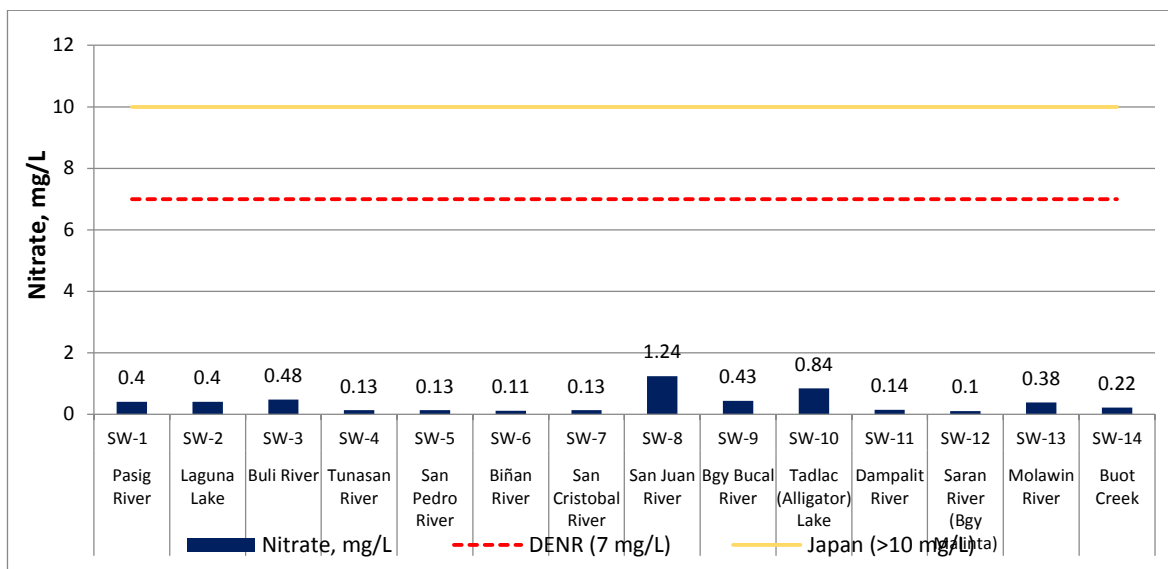 12
10
8
6
4
2
0
Nitrate, mg/L
0.4
0.4
0.48
0.13
0.13
0.11
0.13
1.24
0.43
0.84
0.14
0.1
0.38
0.22
SW-1
SW-2
SW-3
SW-4
SW-5
SW-6
SW-7
SW-8
SW-9
SW-10
SW-11
SW-12
SW-13
SW-14
Pasig
River
Laguna
Lake
Buli River
Tunasan
River
San
Pedro
River
Biñan
River
San
Cristobal
River
San Juan
River
Bgy Bucal
River
Tadlac
(Alligator)
Lake
Dampalit
River
Saran
River
(Bgy
Malinta)
Molawin
River
Buot
Creek
Nitrate, mg/L
DENR (7 mg/L)
Japan (>10 mg/L)